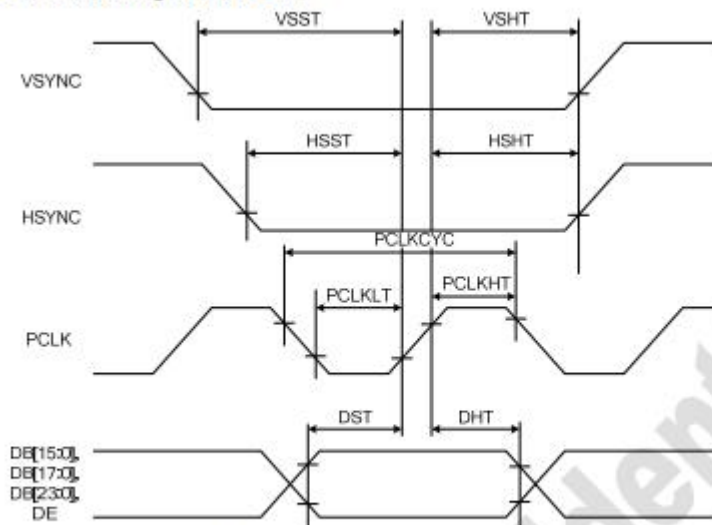 VSST VSHT
VSYNC
HSST HSHT
HSYNC
PCLKCYC
PCLKLT PCLKHT
PCLK
DST DHT
DB[15:0],
DB[17:0],
DB[23:0],
DE